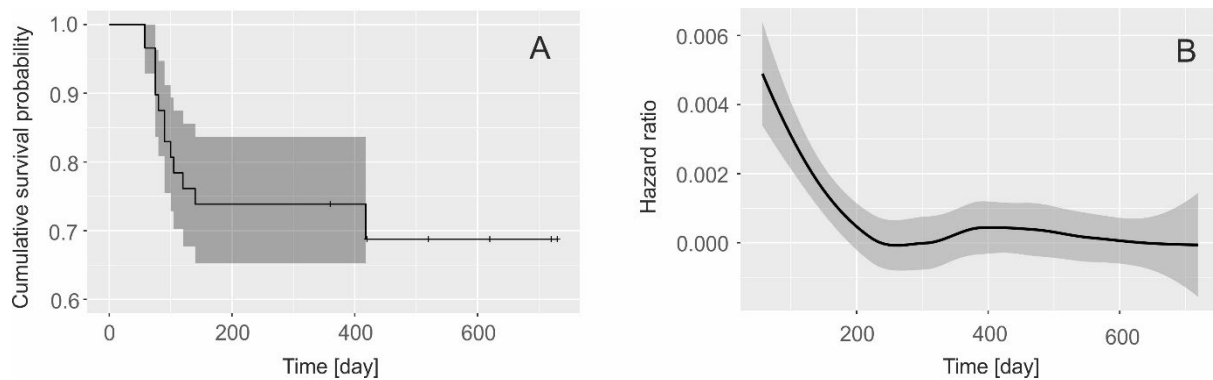 A
1.0
0.9
0.8
0.7
0.6
Cumulative survival probability
0
200
400
600
Time [day]
B
0.006
0.004
0.002
0.000
Hazard ratio
200
400
600
Time [day]